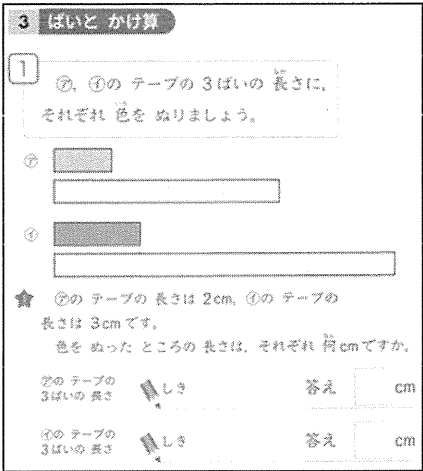 3 ばいと かけ算
1
㋐, ㋑の テープの 3ばいの 長さに,
それぞれ 色を ぬりましょう。
㋐
㋑
㋐の テープの 長さは 2cm, ㋑の テープの
長さは 3cmです。
色を ぬった ところの 長さは, それぞれ 何cmですか。
㋐の テープの
3ばいの 長さ
しき 答え cm
㋑の テープの
3ばいの 長さ
しき 答え cm